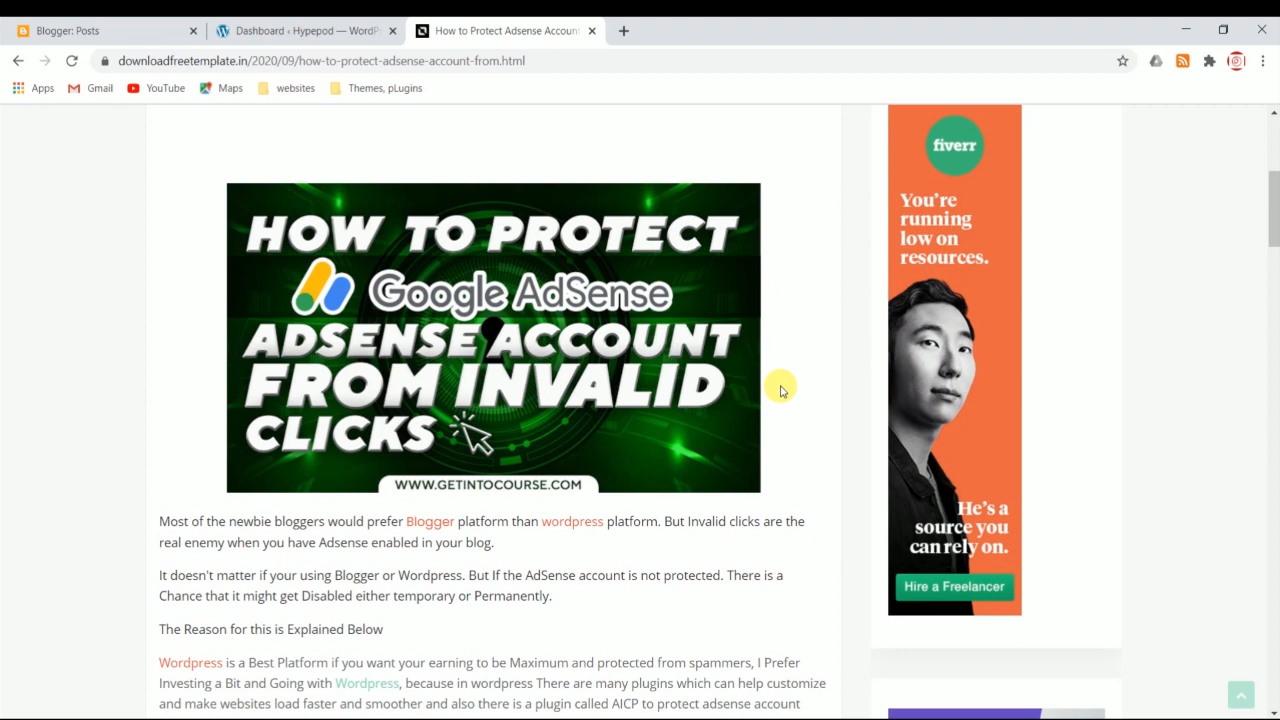 Blogger: Posts
Dashboard ‹ Hypepod — WordP
How to Protect Adsense Accoun
downloadfreetemplate.in/2020/09/how-to-protect-adsense-account-from.html
Apps
Gmail
YouTube
Maps
websites
Themes, pLugins
HOW TO PROTECT
Google AdSense
ADSENSE ACCOUNT
FROM INVALID
CLICKS
WWW.GETINTOCOURSE.COM
Most of the newbie bloggers would prefer Blogger platform than wordpress platform. But Invalid clicks are the
real enemy when you have Adsense enabled in your blog.
It doesn't matter if your using Blogger or Wordpress. But If the AdSense account is not protected. There is a
Chance that it might get Disabled either temporary or Permanently.
The Reason for this is Explained Below
Wordpress is a Best Platform if you want your earning to be Maximum and protected from spammers, I Prefer
Investing a Bit and Going with Wordpress, because in wordpress There are many plugins which can help customize
and make websites load faster and smoother and also there is a plugin called AICP to protect adsense account
fiverr
You're
running
low on
resources.
He's a
source you
can rely on.
Hire a Freelancer